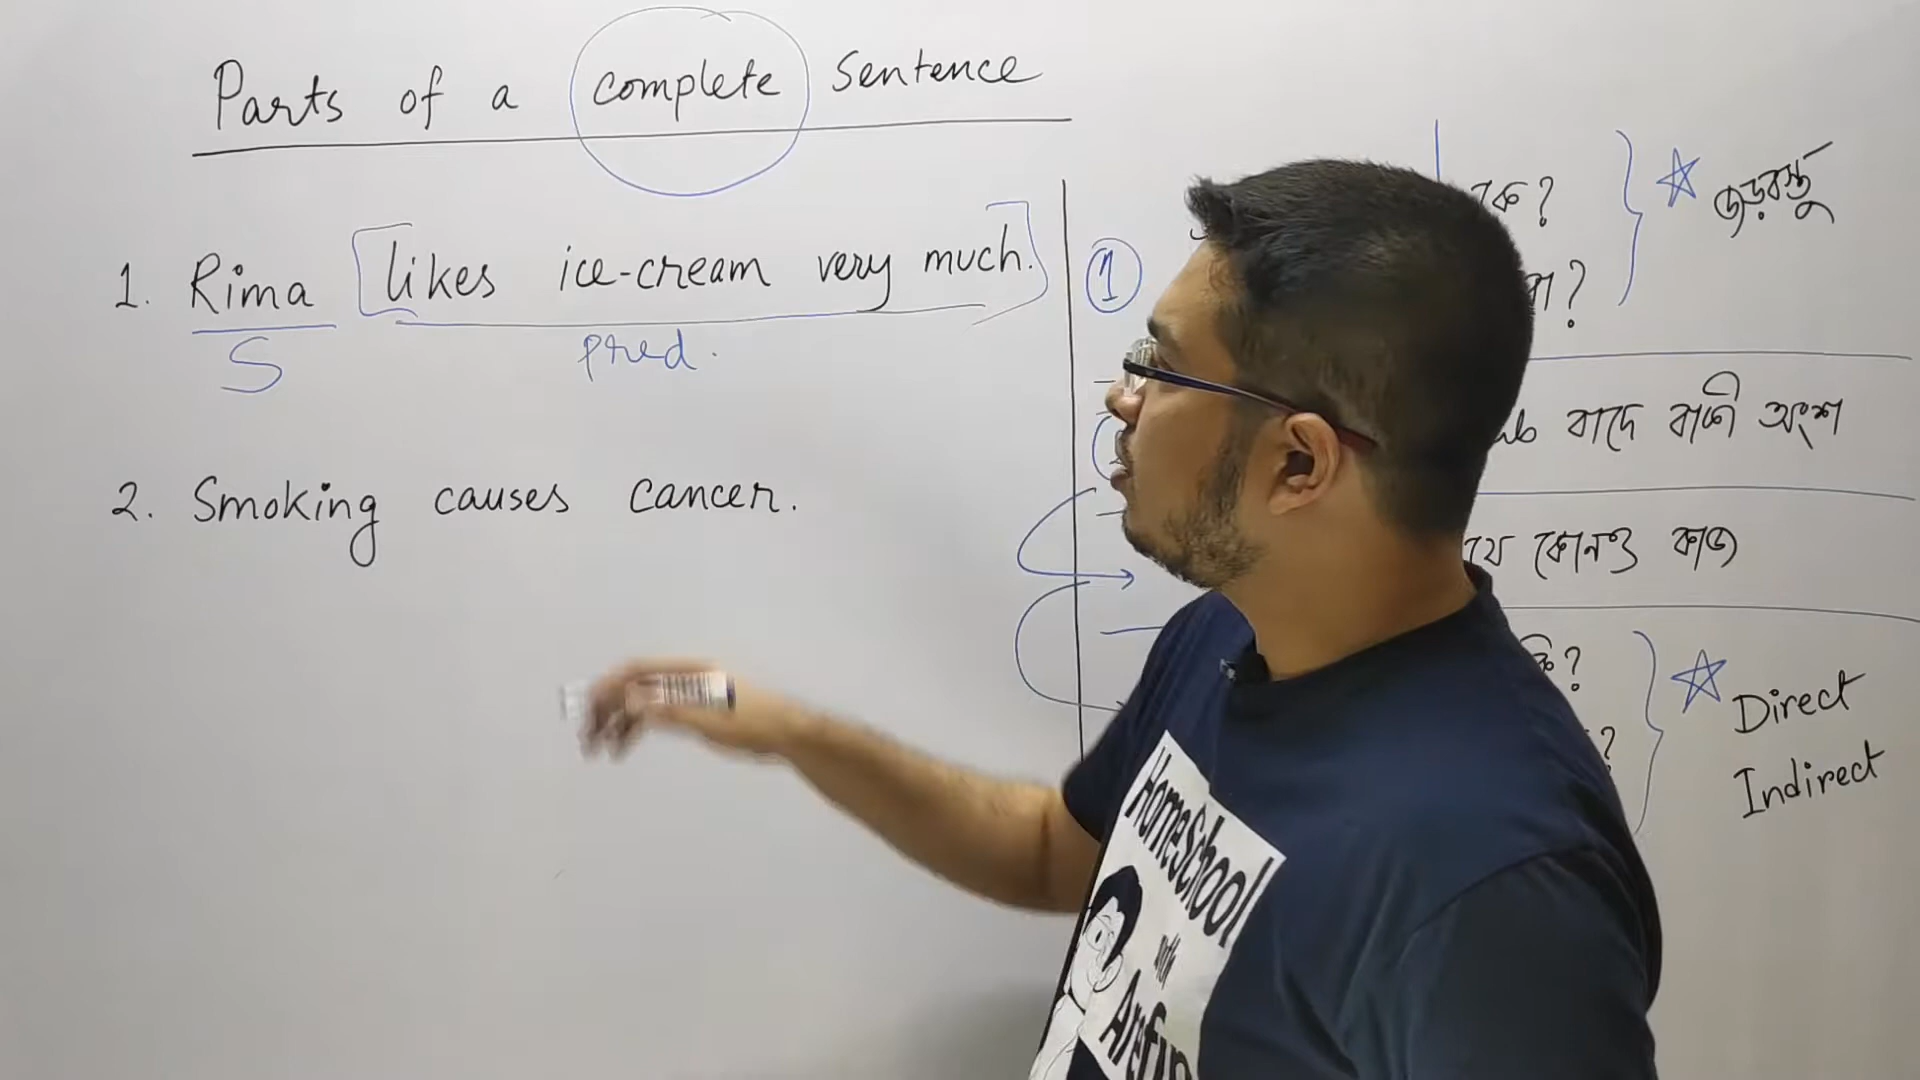 Parts of a complete sentence
1. Rima [likes ice-cream very much.]
S pred.
2. Smoking causes cancer.
1
কে?
জড়বস্তু
বাদে বাকী অংশ
যে কোনও কাজ
কি?
?
Direct
Indirect
HomeSchool
with
Arefin